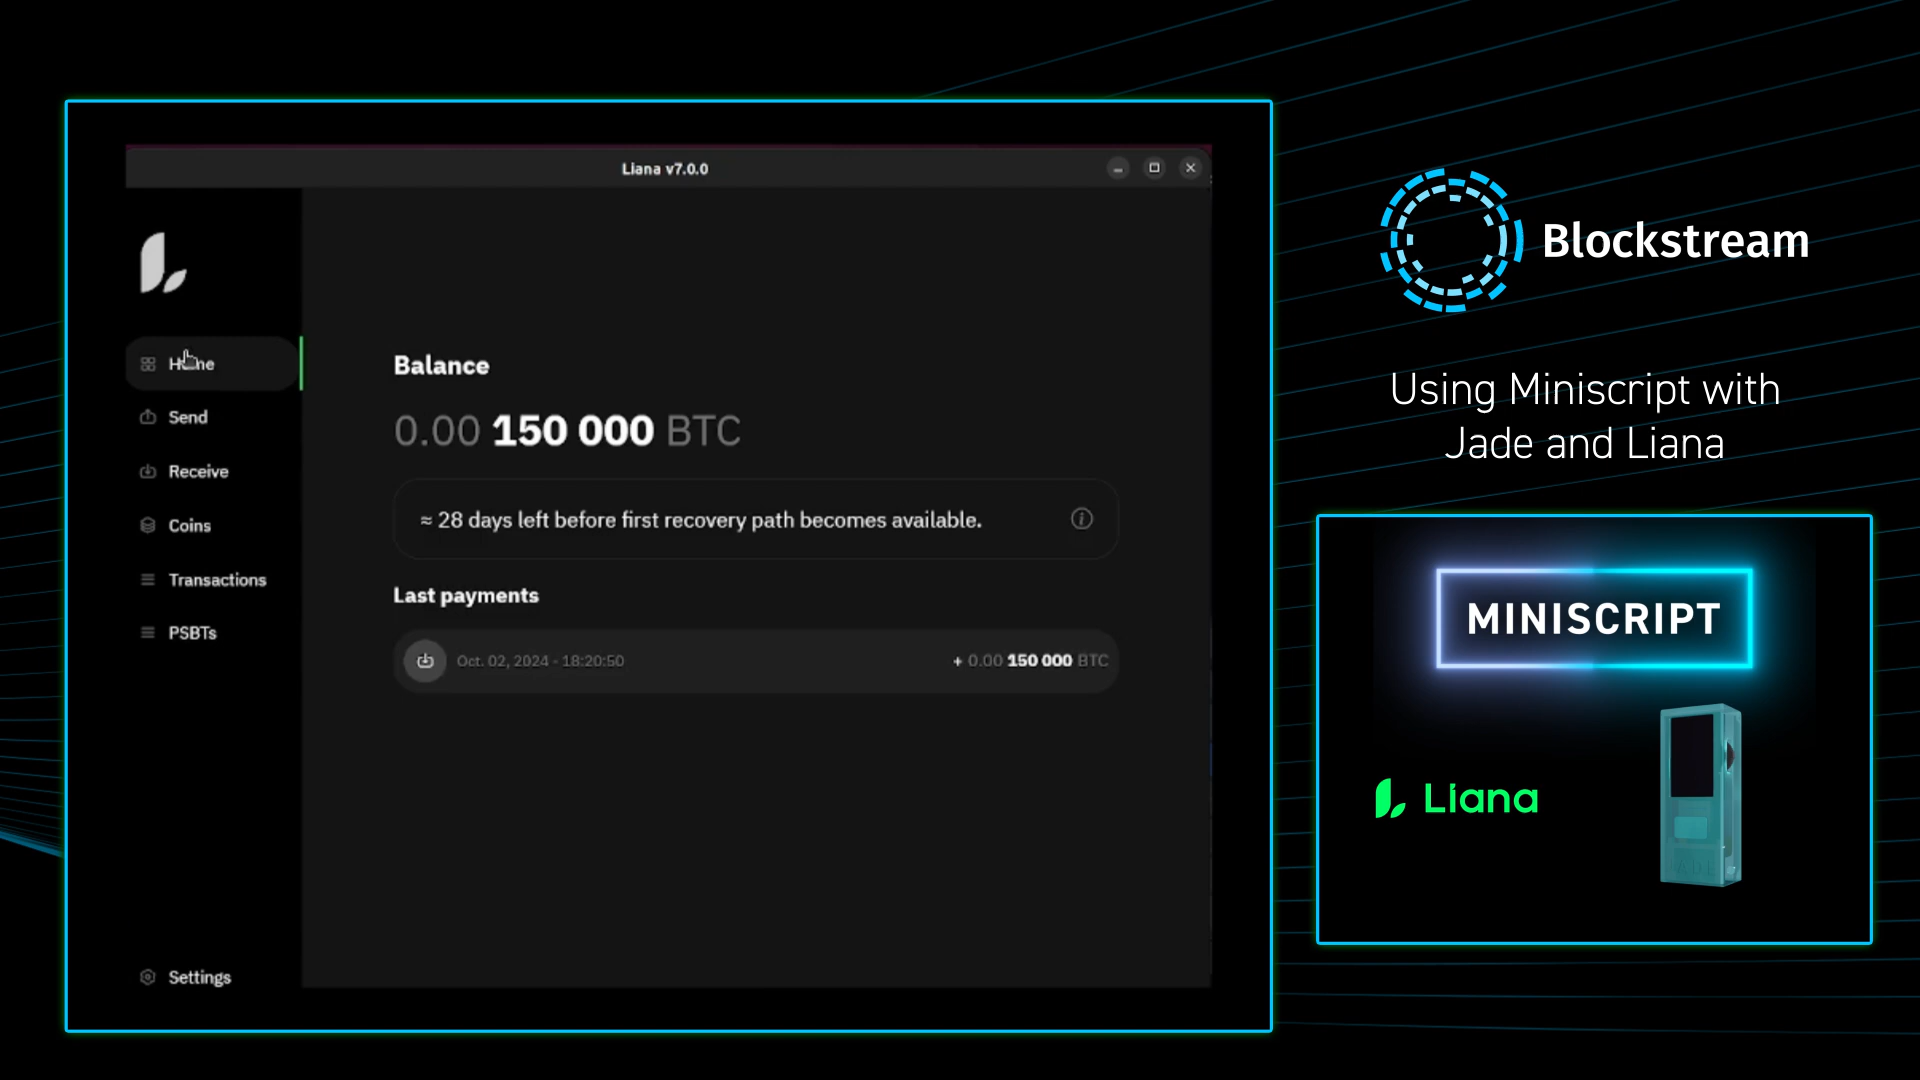 Liana v7.0.0
Home
Send
Receive
Coins
Transactions
PSBTs
Settings
Balance
0.00 150 000 BTC
≈ 28 days left before first recovery path becomes available.
Last payments
Oct. 02, 2024 - 18:20:50
+ 0.00 150 000 BTC
Blockstream
Using Miniscript with
Jade and Liana
MINISCRIPT
Liana